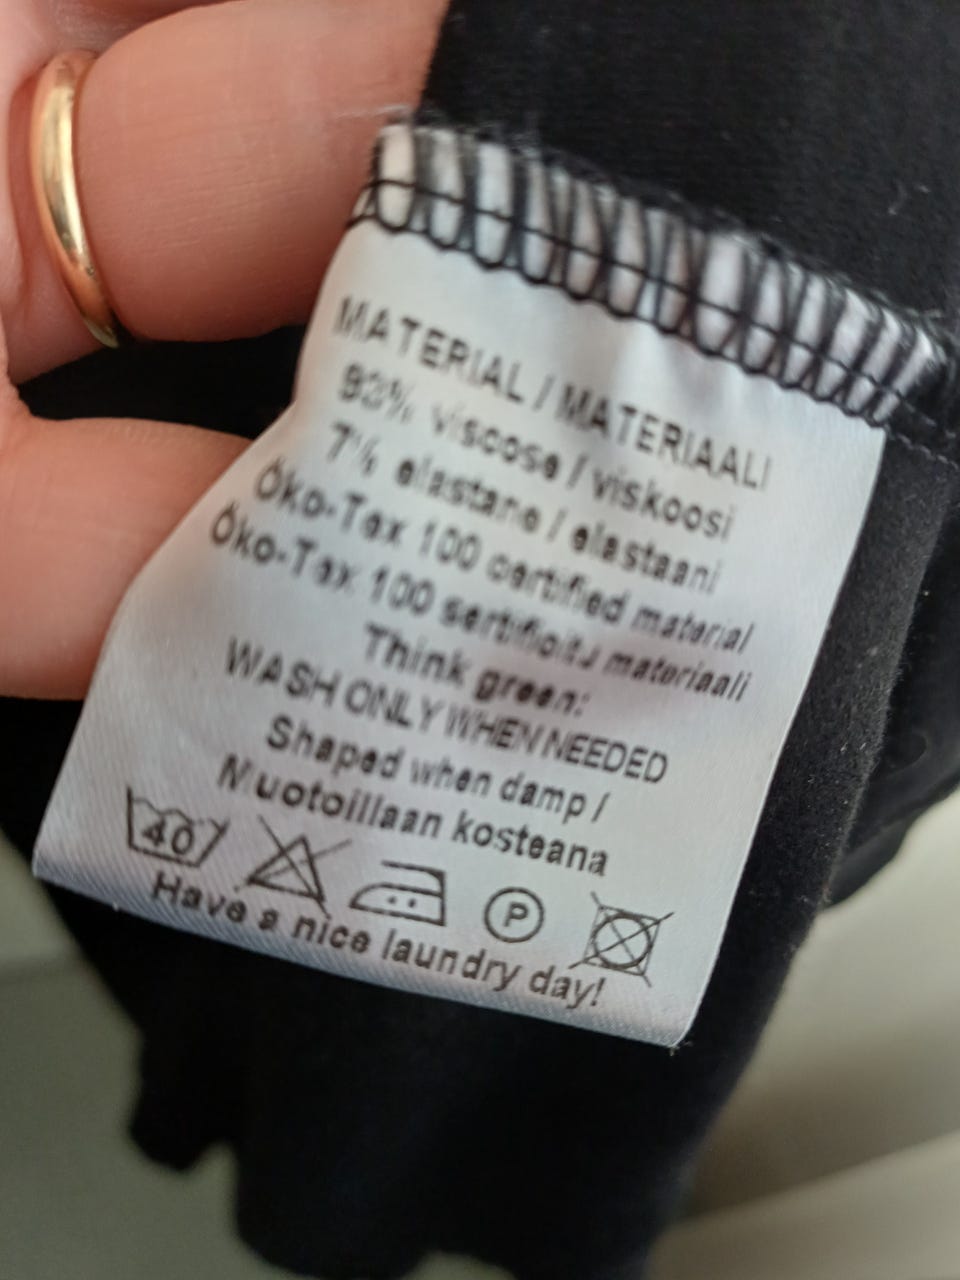 MATERIAL / MATERIAALI
93% viscose / viskoosi
7% elastane / elastaani
Öko-Tex 100 certified material
Öko-Tex 100 sertifioitu materiaali
Think green:
WASH ONLY WHEN NEEDED
Shaped when damp /
Muotoillaan kosteana
40 P
Have a nice laundry day!